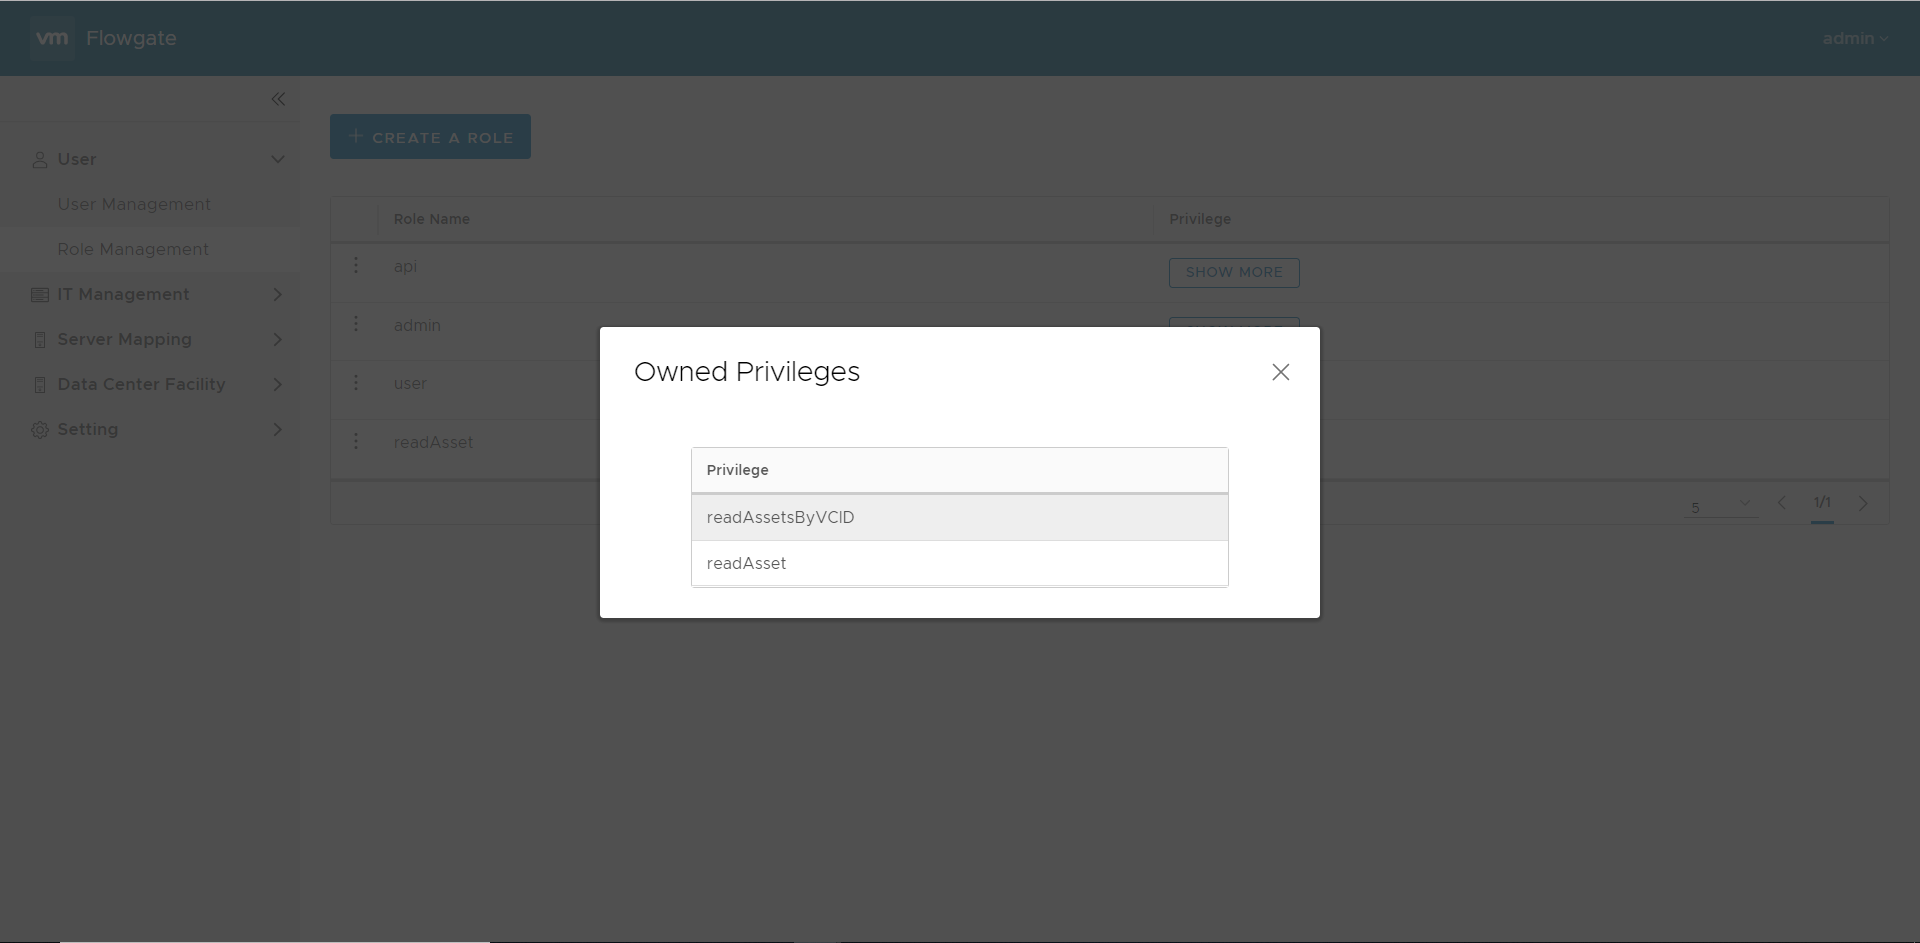 vm Flowgate
admin
CREATE A ROLE
User
User Management
Role Management
IT Management
Server Mapping
Data Center Facility
Setting
Role Name Privilege
api SHOW MORE
admin
user
readAsset
5 1/1
Owned Privileges
Privilege
readAssetsByVCID
readAsset